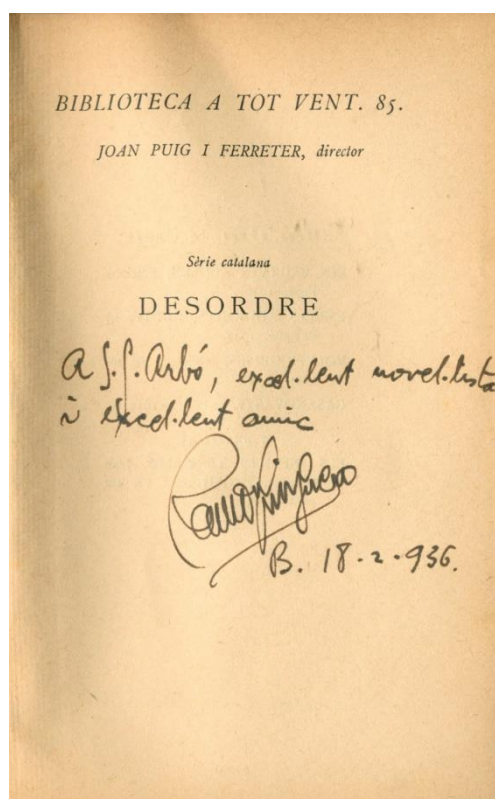 BIBLIOTECA A TOT VENT. 85.
JOAN PUIG I FERRETER, director
Sèrie catalana
DESORDRE
A S. J. Arbó, excel·lent novel·lista
i excel·lent amic
Ramon
B. 18-2-936.